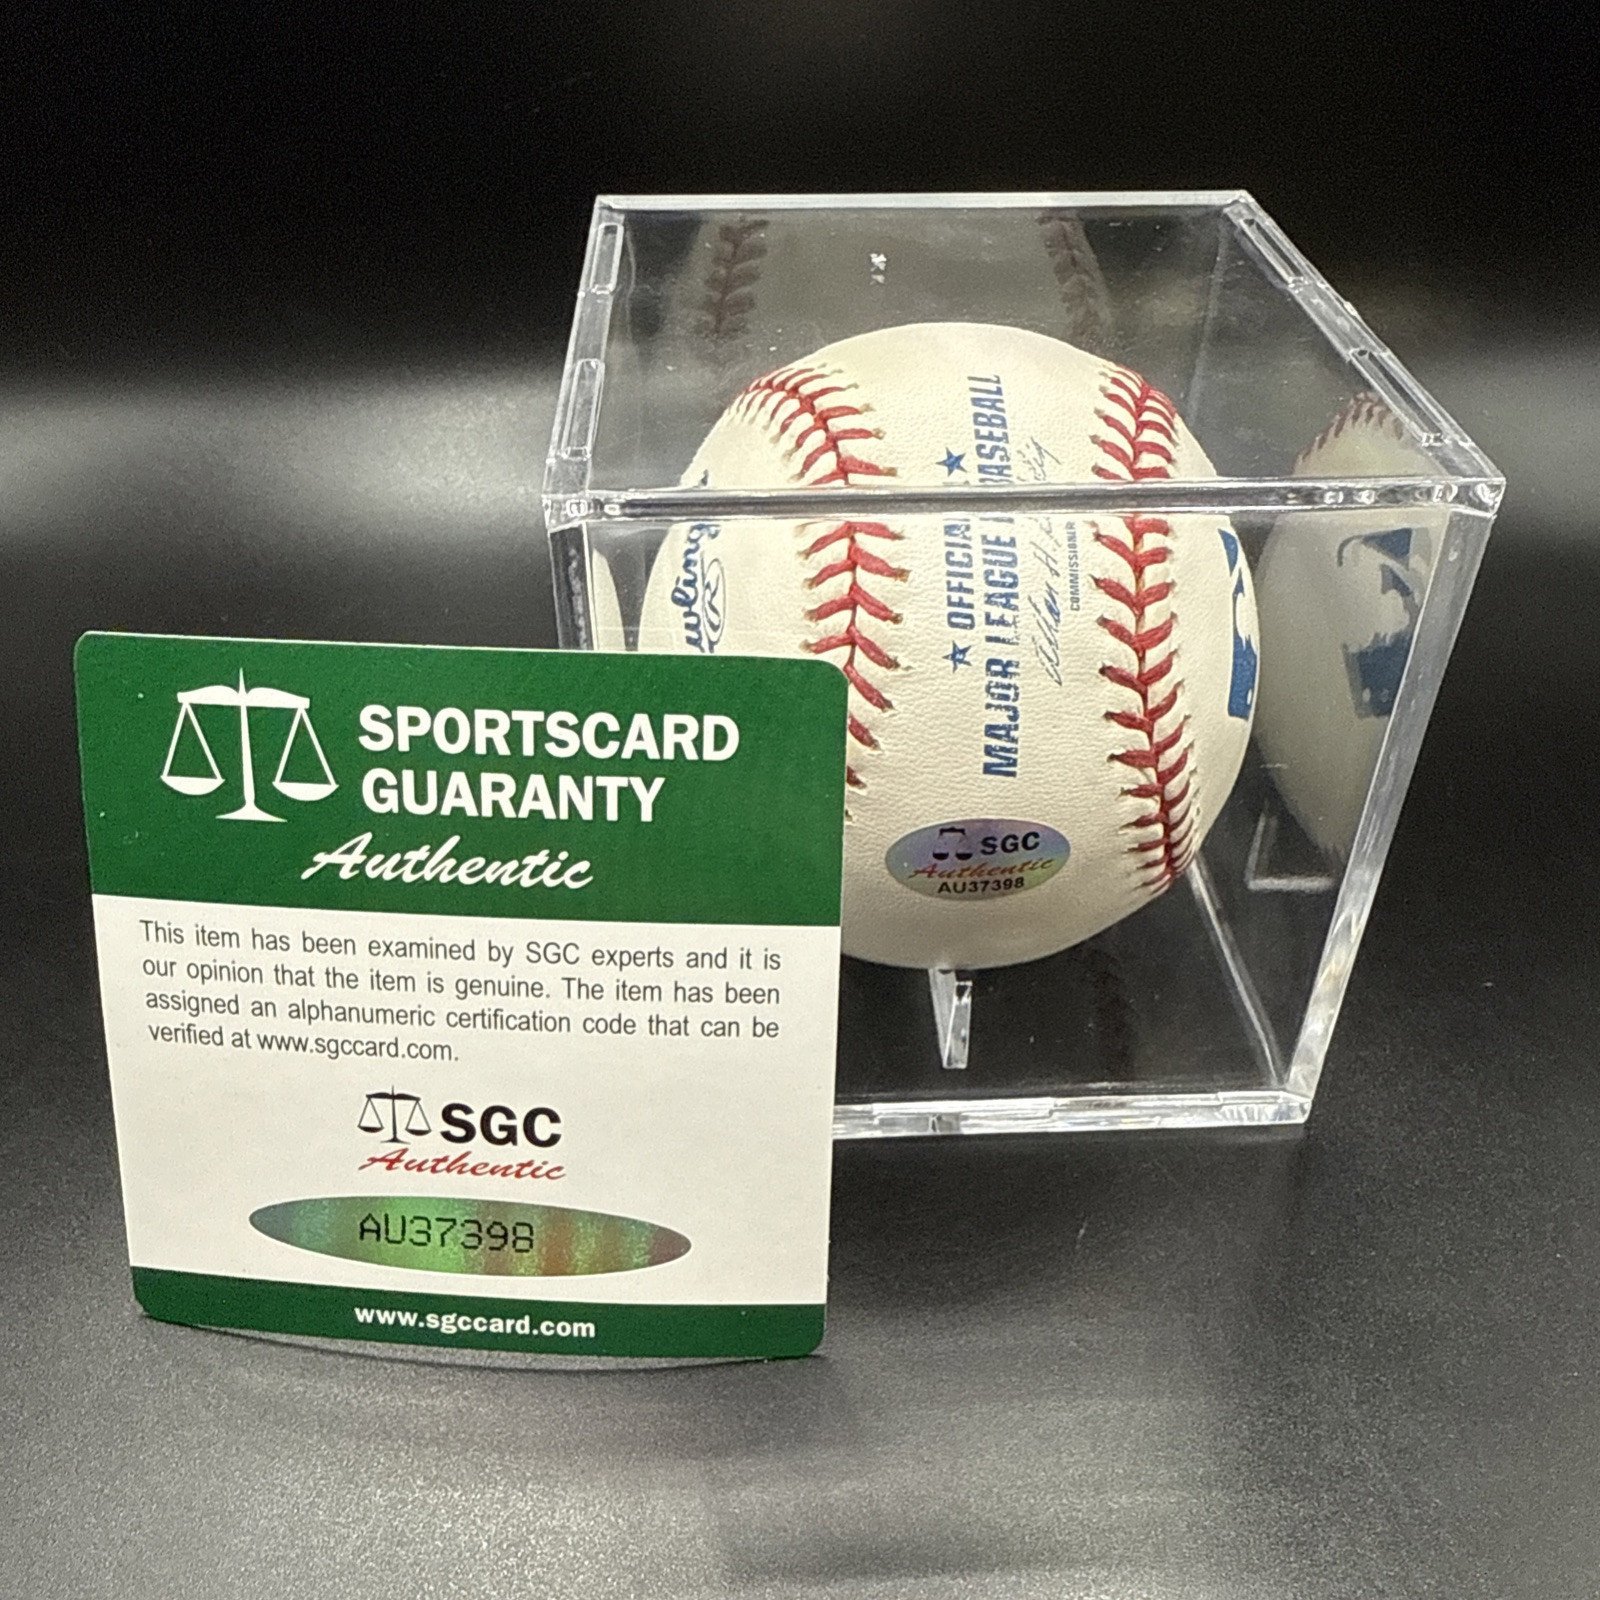 SPORTSCARD
GUARANTY
Authentic
This item has been examined by SGC experts and it is
our opinion that the item is genuine. The item has been
assigned an alphanumeric certification code that can be
verified at www.sgccard.com.
SGC
Authentic
AU37398
www.sgccard.com
OFFICIAL
MAJOR LEAGUE BASEBALL
COMMISSIONER
SGC
Authentic
AU37398